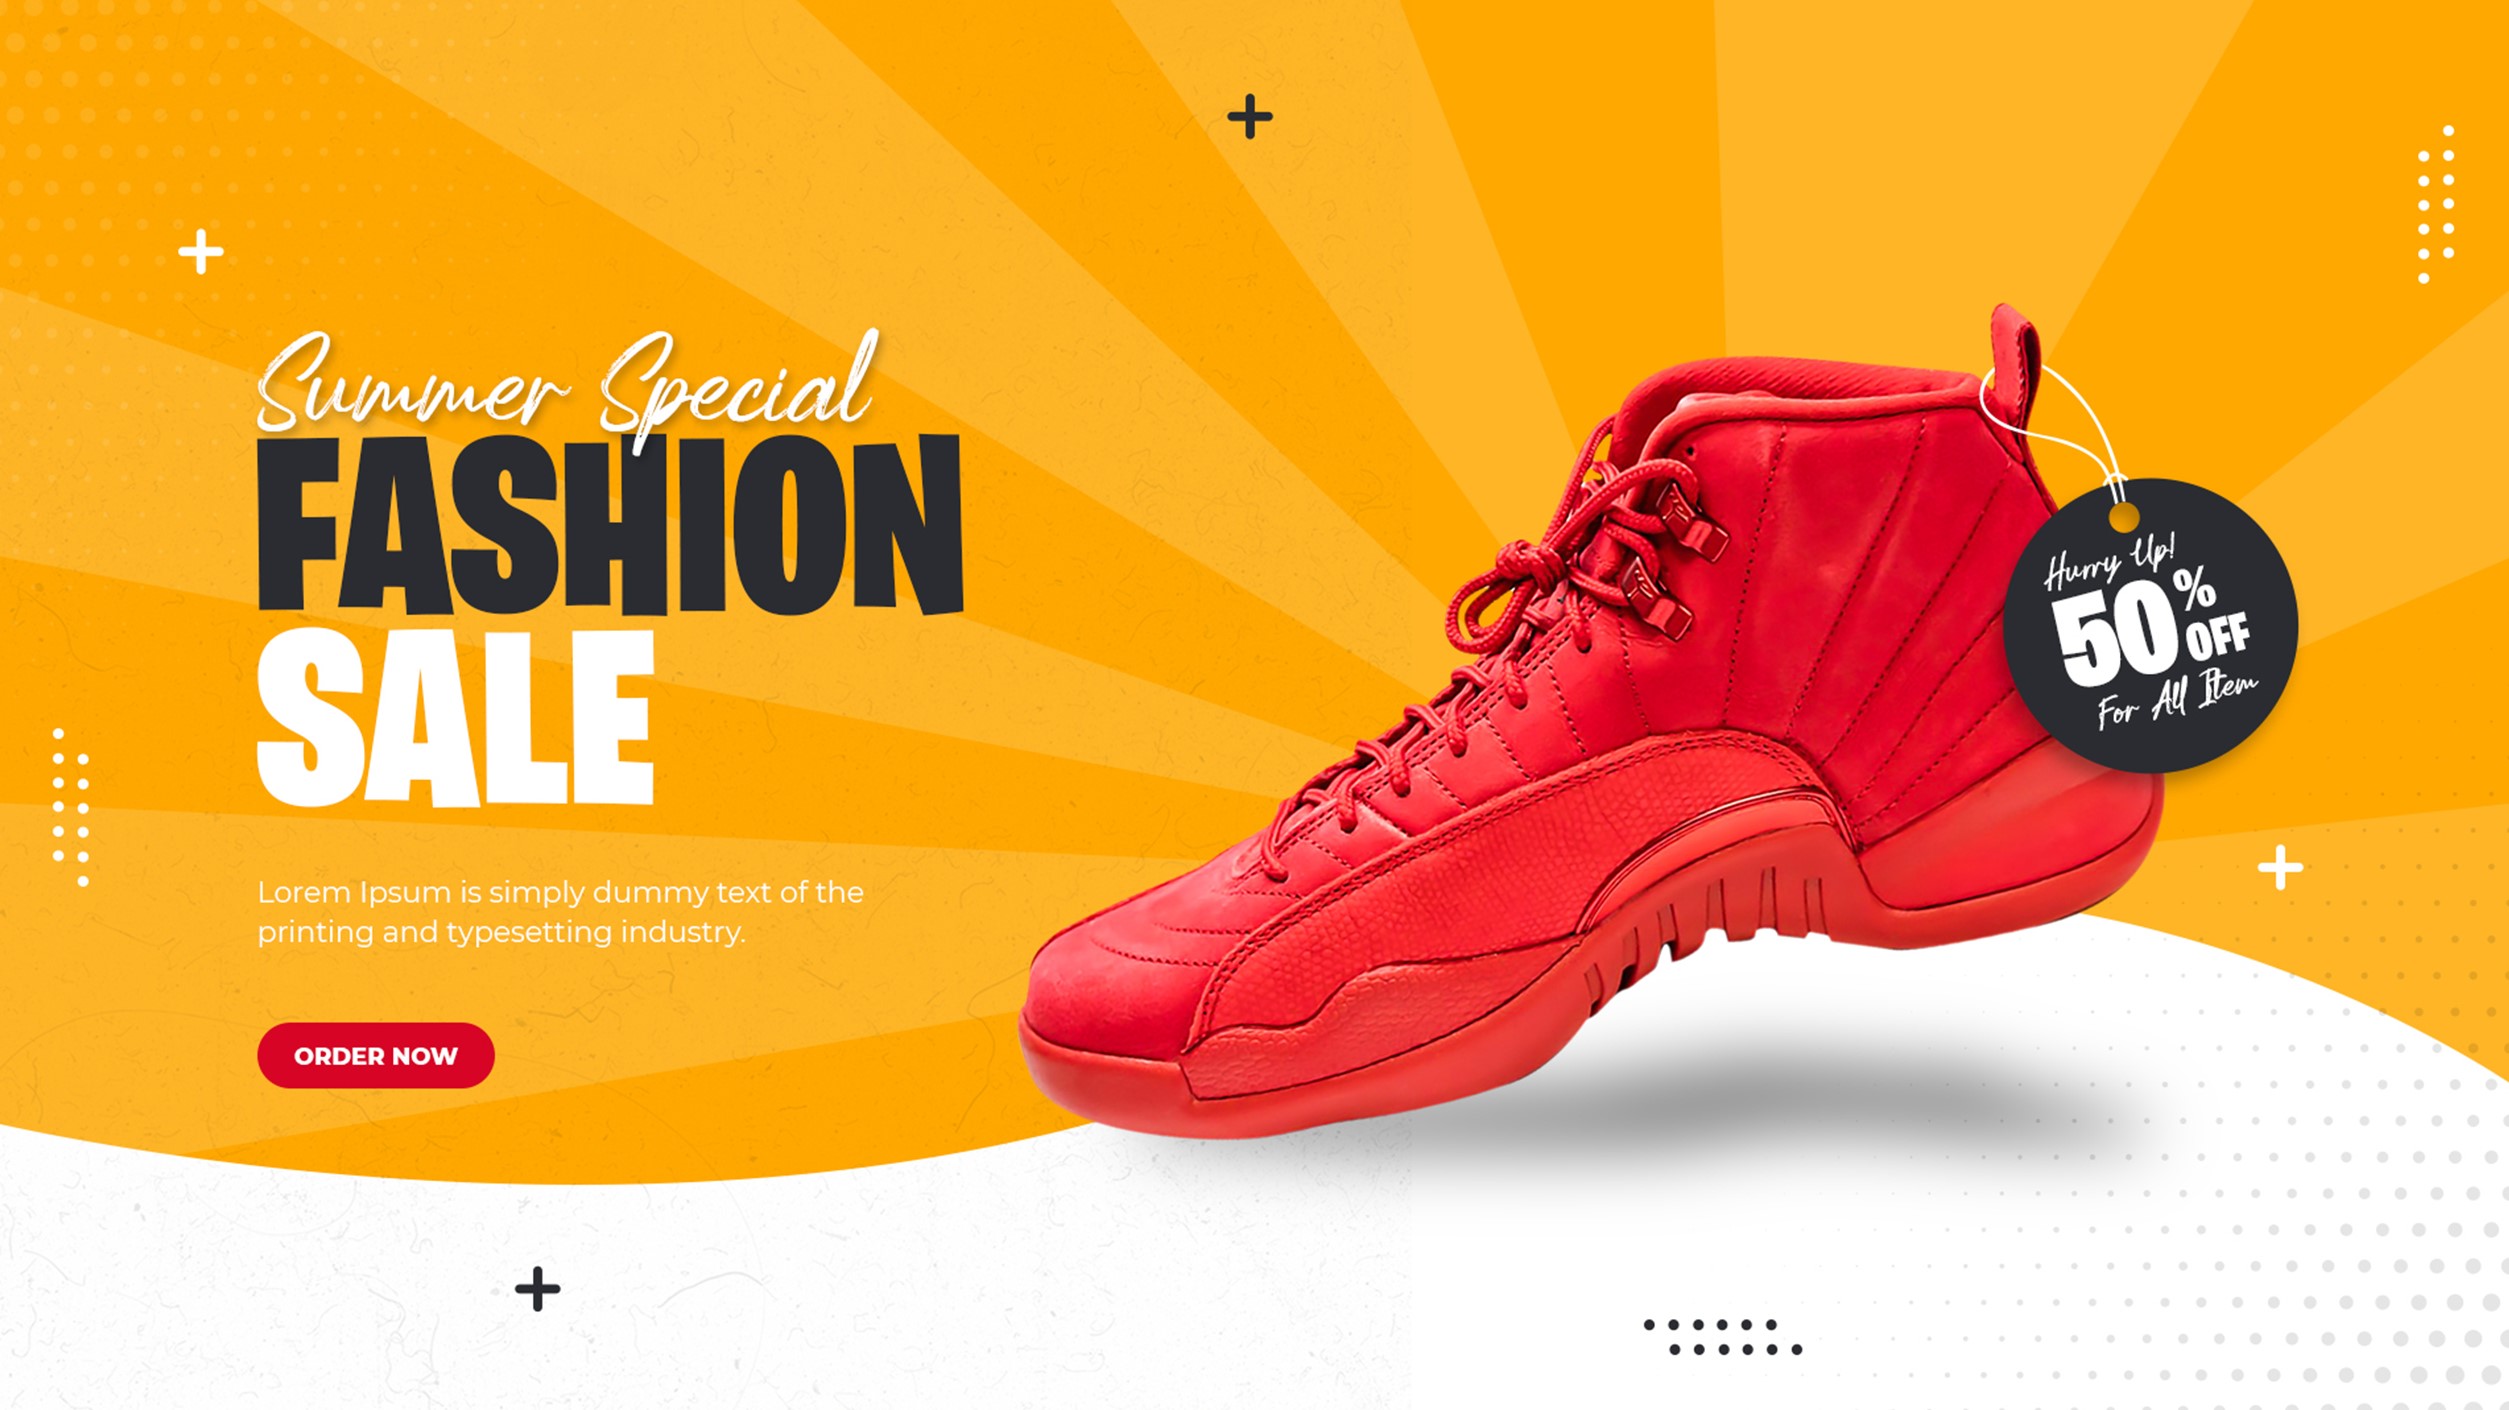 Summer Special
FASHION
SALE
Lorem Ipsum is simply dummy text of the
printing and typesetting industry.
ORDER NOW
Hurry Up!
50% OFF
For All Item